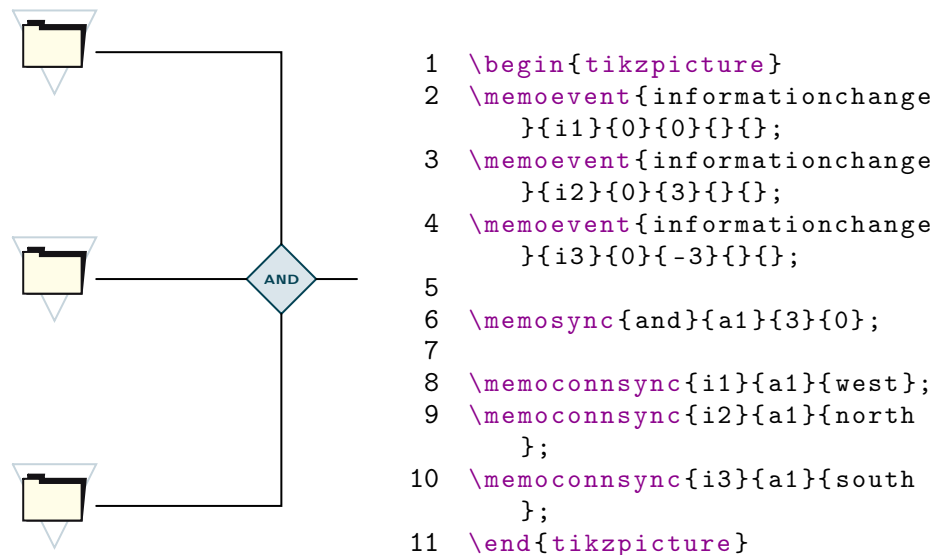 AND
1 \begin{tikzpicture}
2 \memoevent{informationchange
}{i1}{0}{0}{}{};
3 \memoevent{informationchange
}{i2}{0}{3}{}{};
4 \memoevent{informationchange
}{i3}{0}{-3}{}{};
5
6 \memosync{and}{a1}{3}{0};
7
8 \memoconnsync{i1}{a1}{west};
9 \memoconnsync{i2}{a1}{north
};
10 \memoconnsync{i3}{a1}{south
};
11 \end{tikzpicture}